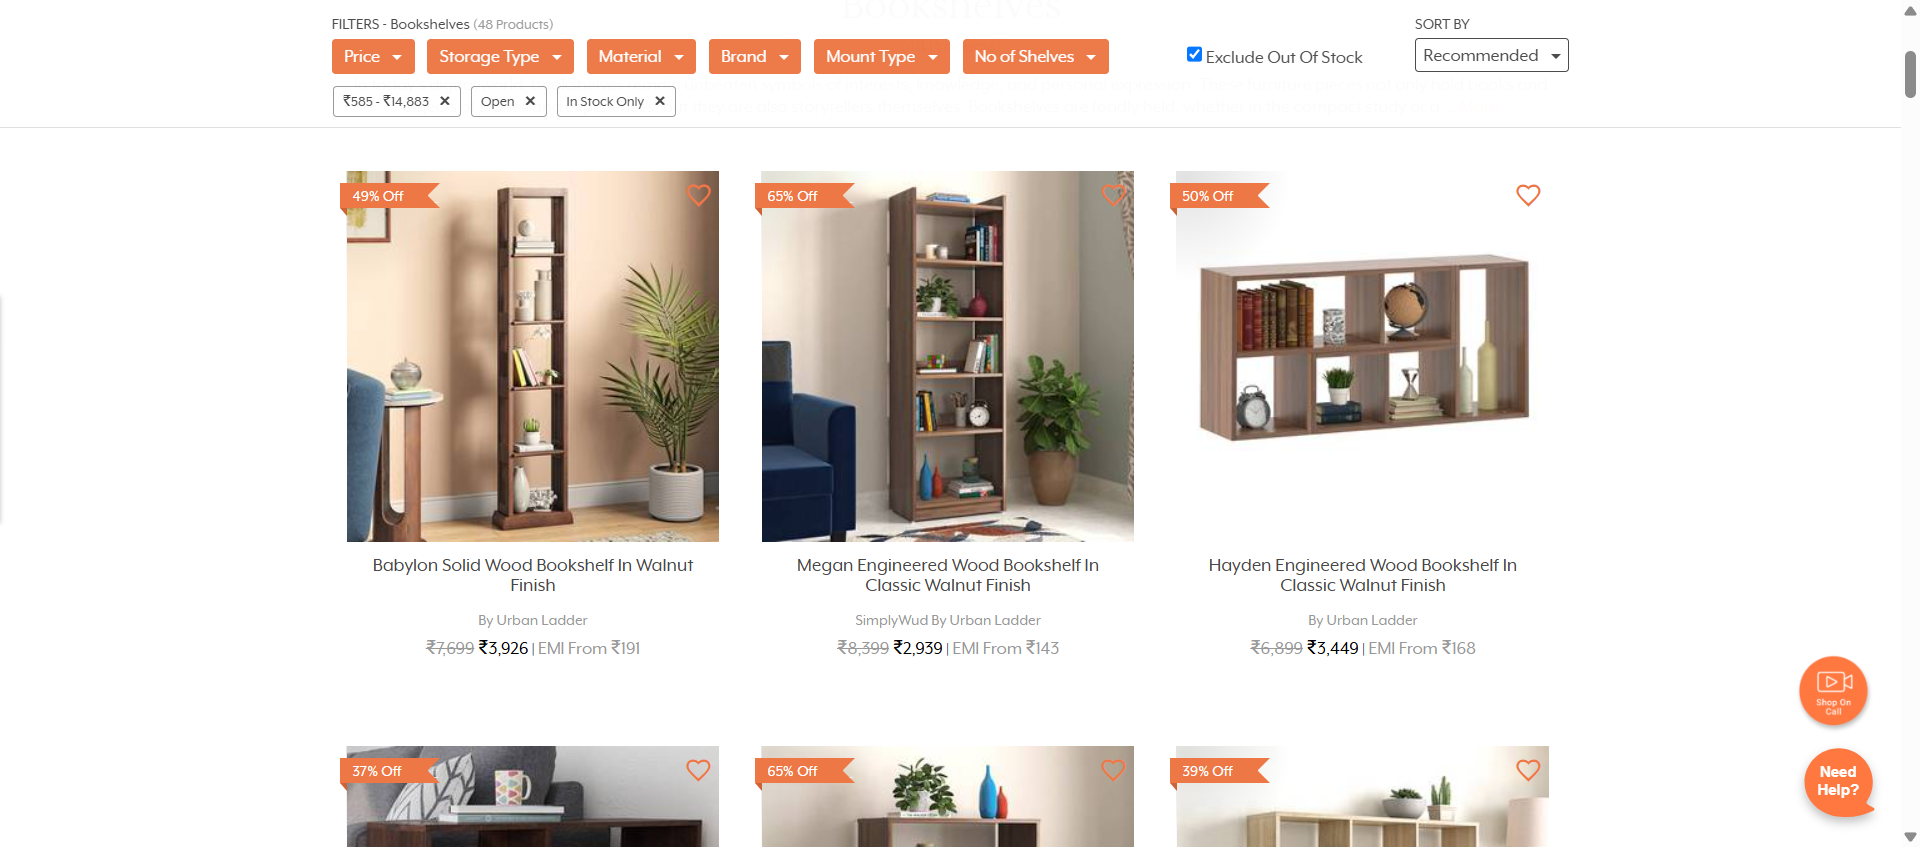 Bookshelves
FILTERS - Bookshelves (48 Products)
SORT BY
Price
Storage Type
Material
Brand
Mount Type
No of Shelves
Exclude Out Of Stock
Recommended
₹585 - ₹14,883 ✕
Open ✕
In Stock Only ✕
49% Off
65% Off
50% Off
Babylon Solid Wood Bookshelf In Walnut
Finish
By Urban Ladder
₹7,699 ₹3,926 | EMI From ₹191
Megan Engineered Wood Bookshelf In
Classic Walnut Finish
SimplyWud By Urban Ladder
₹8,399 ₹2,939 | EMI From ₹143
Hayden Engineered Wood Bookshelf In
Classic Walnut Finish
By Urban Ladder
₹6,899 ₹3,449 | EMI From ₹168
Shop On
Call
Need
Help?
37% Off
65% Off
39% Off